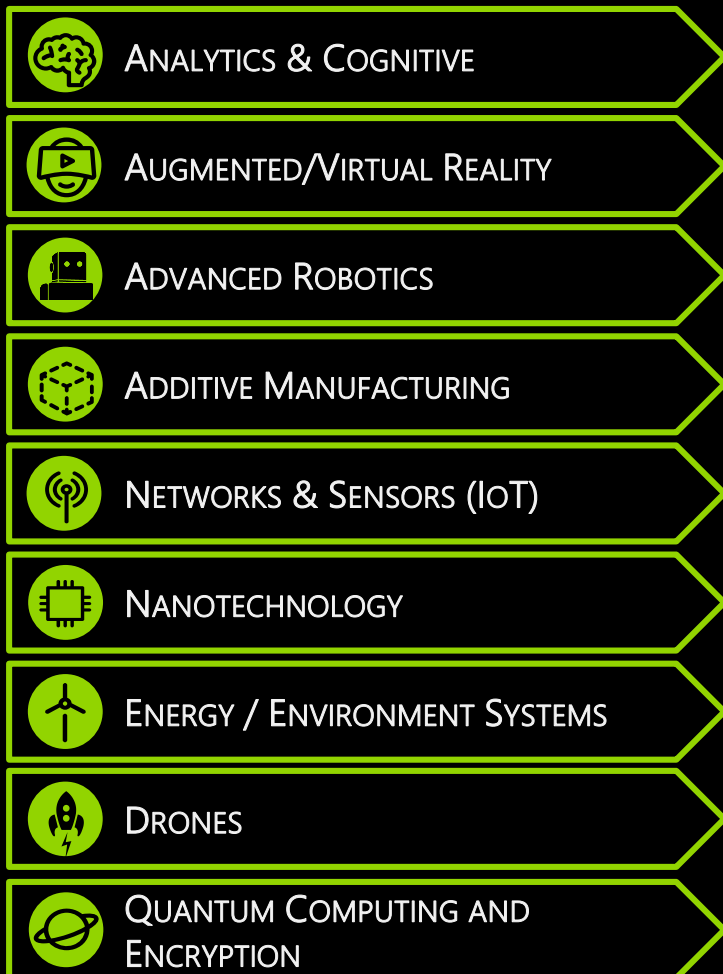 Analytics & Cognitive
Augmented/Virtual Reality
Advanced Robotics
Additive Manufacturing
Networks & Sensors (IoT)
Nanotechnology
Energy / Environment Systems
Drones
Quantum Computing and
Encryption